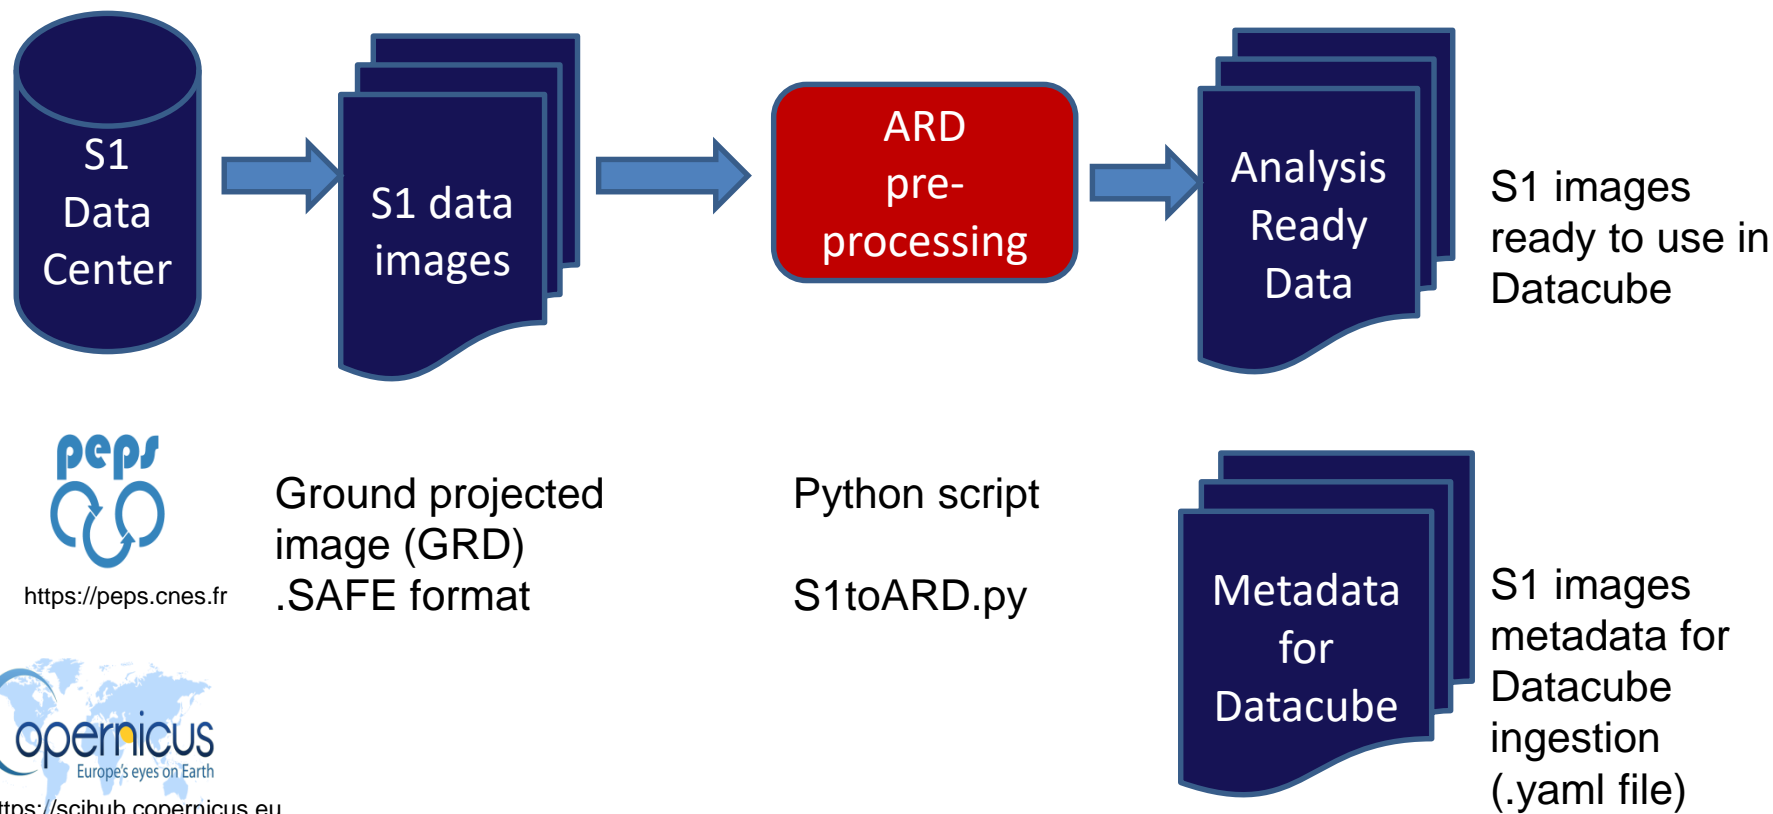 S1
Data
Center
S1 data
images
ARD
pre-
processing
Analysis
Ready
Data
S1 images
ready to use in
Datacube
peps
https://peps.cnes.fr
Ground projected
image (GRD)
.SAFE format
Python script
S1toARD.py
Metadata
for
Datacube
S1 images
metadata for
Datacube
ingestion
(.yaml file)
opernicus
Europe's eyes on Earth
ttps://scihub.copernicus.eu